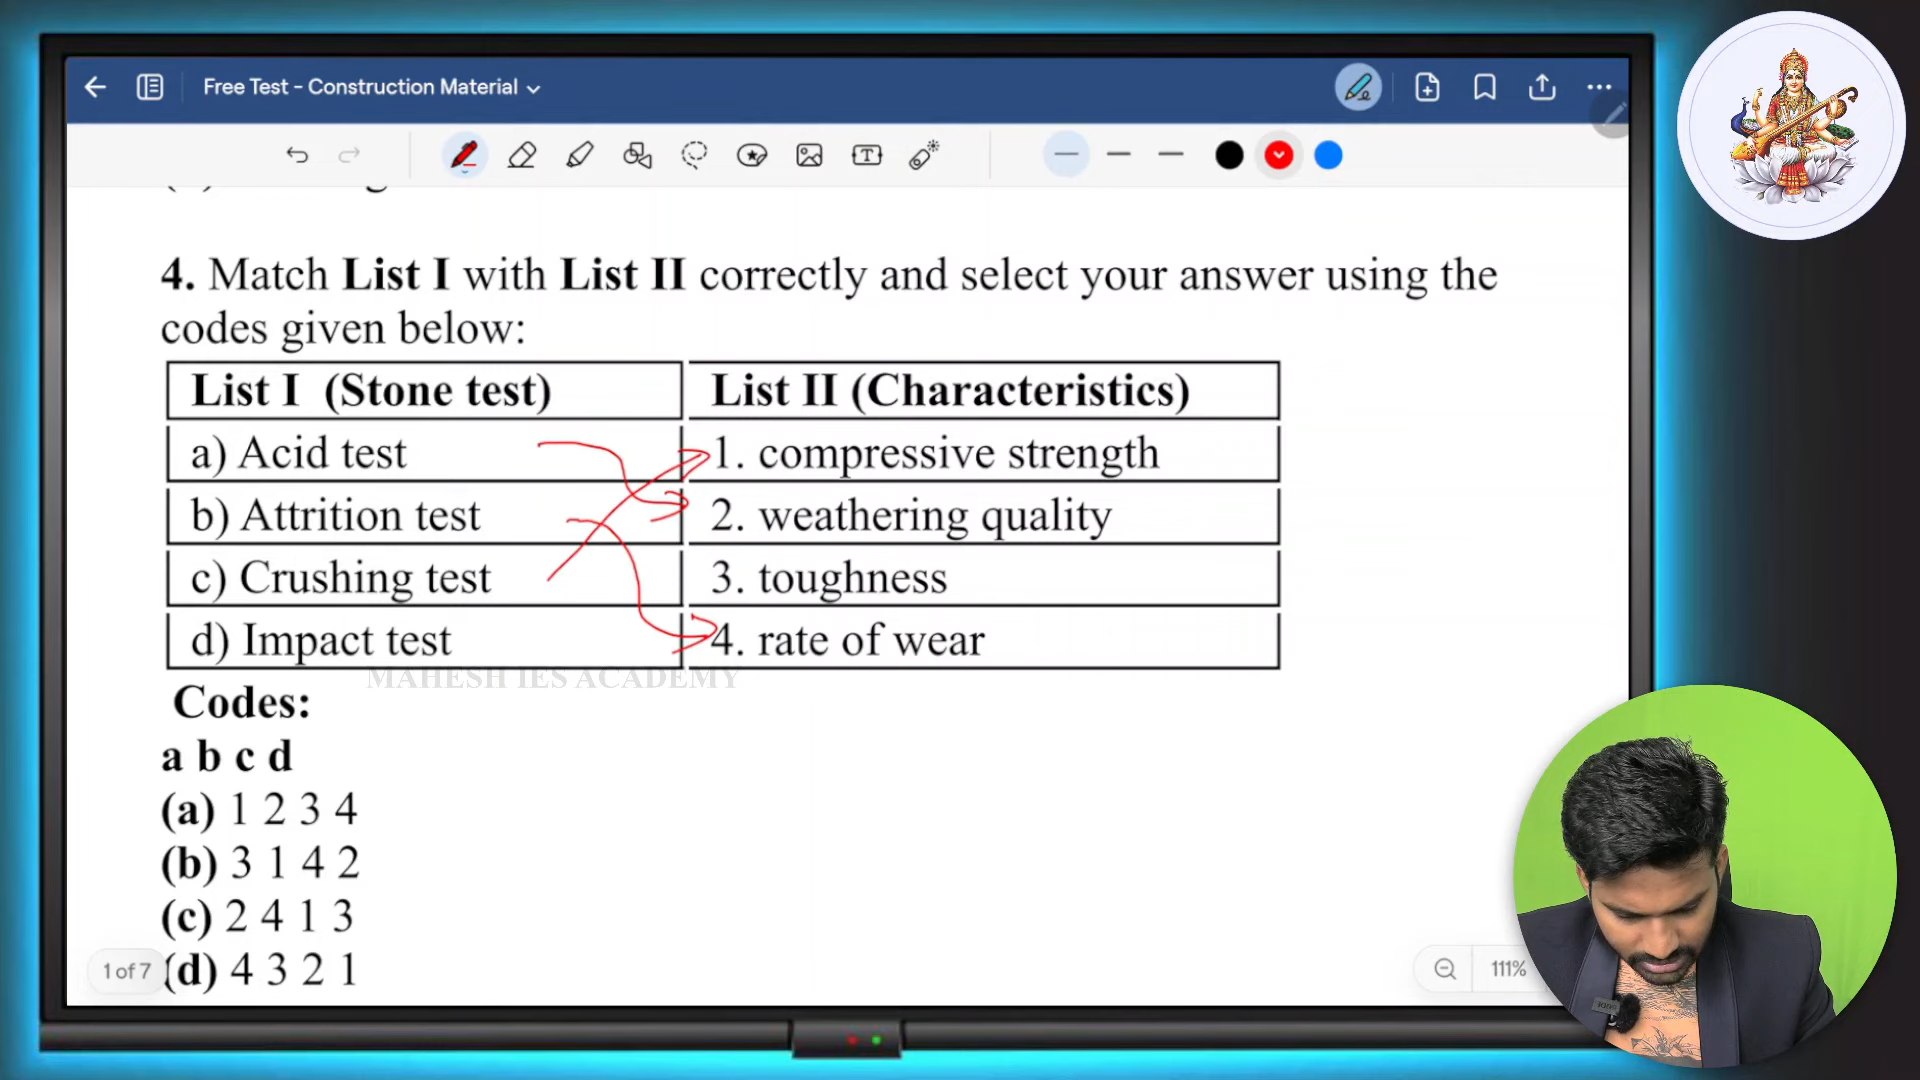 Free Test - Construction Material
4. Match List I with List II correctly and select your answer using the
codes given below:
List I (Stone test) List II (Characteristics)
a) Acid test 1. compressive strength
b) Attrition test 2. weathering quality
c) Crushing test 3. toughness
d) Impact test 4. rate of wear
MAHESH IES ACADEMY
Codes:
a b c d
(a) 1 2 3 4
(b) 3 1 4 2
(c) 2 4 1 3
(d) 4 3 2 1
1 of 7
111%